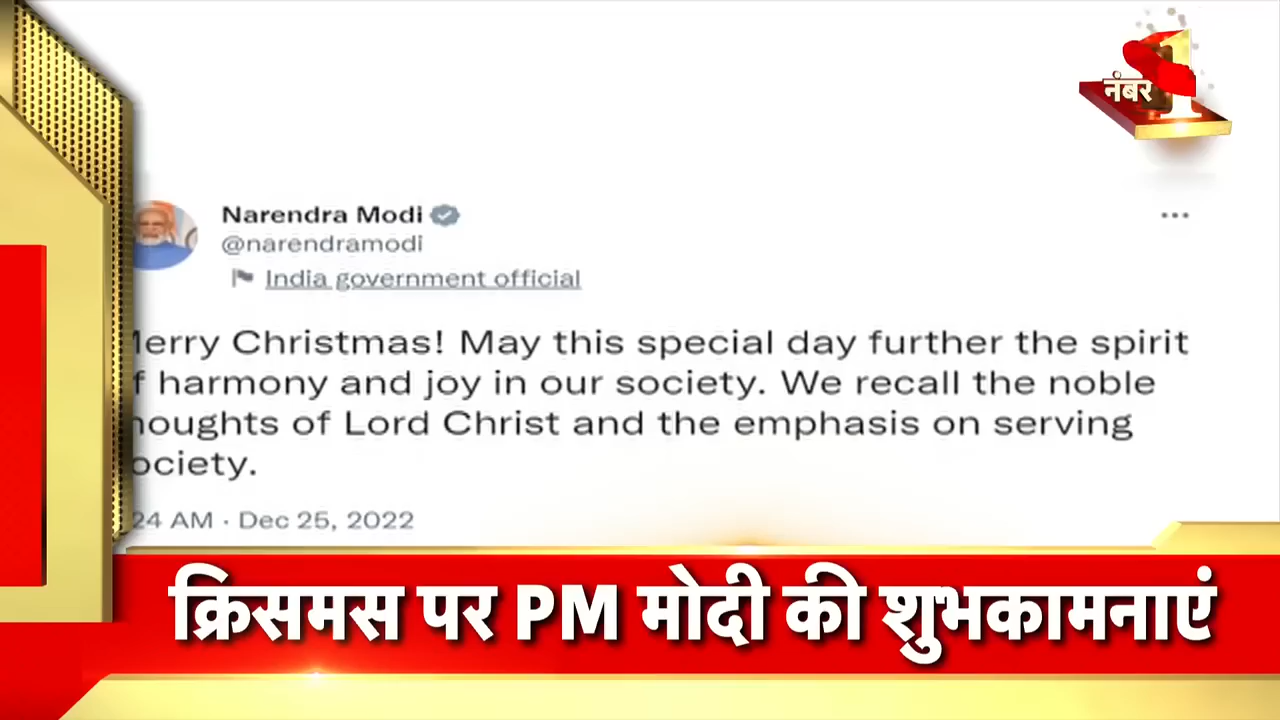 नंबर 1
Narendra Modi
@narendramodi
India government official
erry Christmas! May this special day further the spirit
f harmony and joy in our society. We recall the noble
houghts of Lord Christ and the emphasis on serving
ociety.
24 AM · Dec 25, 2022
क्रिसमस पर PM मोदी की शुभकामनाएं